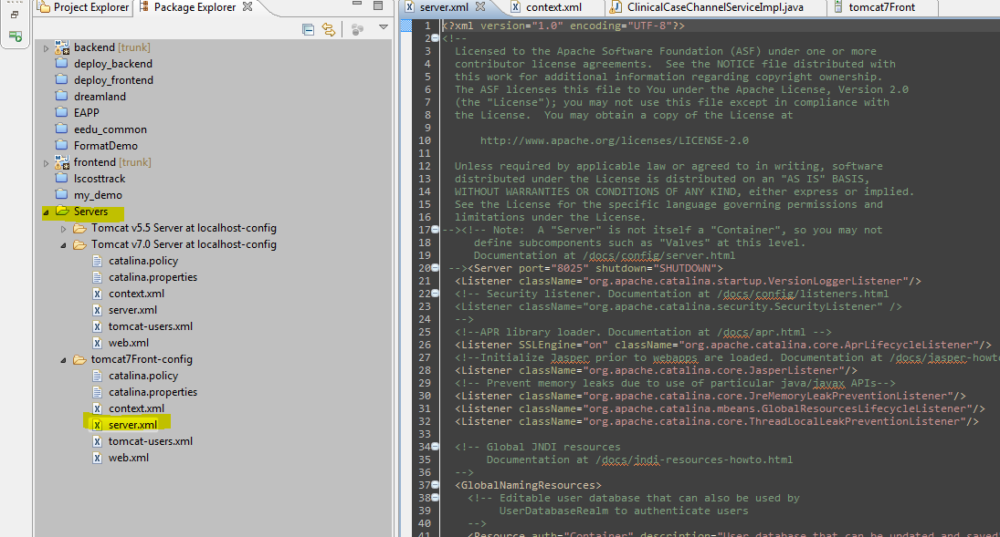 Project Explorer
Package Explorer
backend [trunk]
deploy_backend
deploy_frontend
dreamland
EAPP
eedu_common
FormatDemo
frontend [trunk]
lscosttrack
my_demo
Servers
Tomcat v5.5 Server at localhost-config
Tomcat v7.0 Server at localhost-config
catalina.policy
catalina.properties
context.xml
server.xml
tomcat-users.xml
web.xml
tomcat7Front-config
catalina.policy
catalina.properties
context.xml
server.xml
tomcat-users.xml
web.xml
server.xml
context.xml
ClinicalCaseChannelServiceImpl.java
tomcat7Front
1 <?xml version="1.0" encoding="UTF-8"?>
2 <!--
3 Licensed to the Apache Software Foundation (ASF) under one or more
4 contributor license agreements.  See the NOTICE file distributed with
5 this work for additional information regarding copyright ownership.
6 The ASF licenses this file to You under the Apache License, Version 2.0
7 (the "License"); you may not use this file except in compliance with
8 the License.  You may obtain a copy of the License at
9
10 http://www.apache.org/licenses/LICENSE-2.0
11
12 Unless required by applicable law or agreed to in writing, software
13 distributed under the License is distributed on an "AS IS" BASIS,
14 WITHOUT WARRANTIES OR CONDITIONS OF ANY KIND, either express or implied.
15 See the License for the specific language governing permissions and
16 limitations under the License.
17 --><!-- Note:  A "Server" is not itself a "Container", so you may not
18 define subcomponents such as "Valves" at this level.
19 Documentation at /docs/config/server.html
20 --><Server port="8025" shutdown="SHUTDOWN">
21 <Listener className="org.apache.catalina.startup.VersionLoggerListener"/>
22 <!-- Security listener. Documentation at /docs/config/listeners.html
23 <Listener className="org.apache.catalina.security.SecurityListener" />
24 -->
25 <!--APR library loader. Documentation at /docs/apr.html -->
26 <Listener SSLEngine="on" className="org.apache.catalina.core.AprLifecycleListener"/>
27 <!--Initialize Jasper prior to webapps are loaded. Documentation at /docs/jasper-howt
28 <Listener className="org.apache.catalina.core.JasperListener"/>
29 <!-- Prevent memory leaks due to use of particular java/javax APIs-->
30 <Listener className="org.apache.catalina.core.JreMemoryLeakPreventionListener"/>
31 <Listener className="org.apache.catalina.mbeans.GlobalResourcesLifecycleListener"/>
32 <Listener className="org.apache.catalina.core.ThreadLocalLeakPreventionListener"/>
33
34 <!-- Global JNDI resources
35 Documentation at /docs/jndi-resources-howto.html
36 -->
37 <GlobalNamingResources>
38 <!-- Editable user database that can also be used by
39 UserDatabaseRealm to authenticate users
40 -->
41 <Resource auth="Container" description="User database that can be updated and saved"